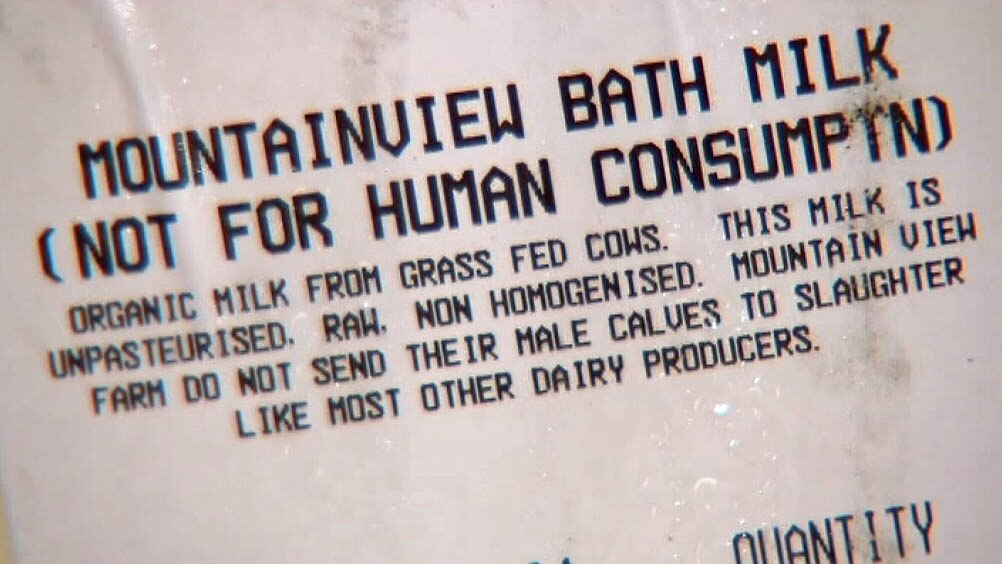 MOUNTAINVIEW BATH MILK
(NOT FOR HUMAN CONSUMPTN)
ORGANIC MILK FROM GRASS FED COWS. THIS MILK IS
UNPASTEURISED. RAW. NON HOMOGENISED. MOUNTAIN VIEW
FARM DO NOT SEND THEIR MALE CALVES TO SLAUGHTER
LIKE MOST OTHER DAIRY PRODUCERS.
QUANTITY